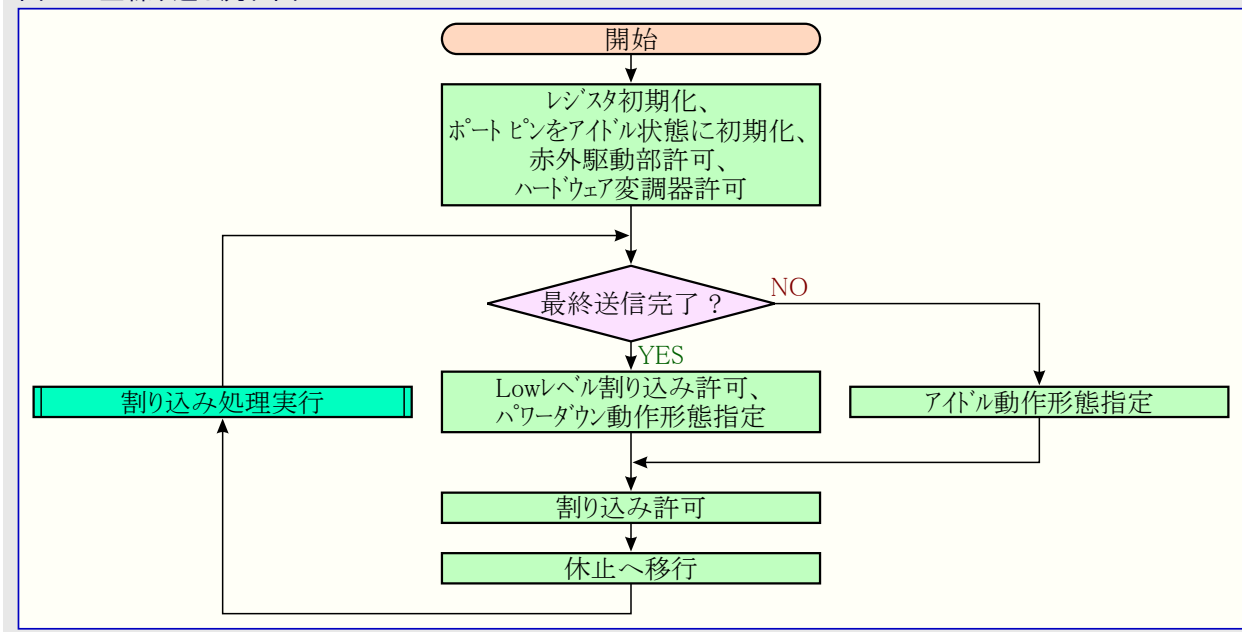 開始
レジスタ初期化、
ポート ピンをアイドル状態に初期化、
赤外駆動部許可、
ハードウェア変調器許可
最終送信完了？
NO
YES
割り込み処理実行
Lowレベル割り込み許可、
パワーダウン動作形態指定
アイドル動作形態指定
割り込み許可
休止へ移行